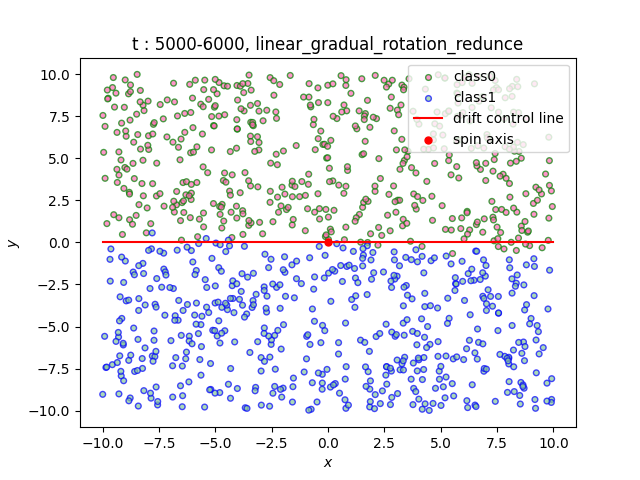 t : 5000-6000, linear_gradual_rotation_redunce
class0
class1
drift control line
spin axis
10.0
7.5
5.0
2.5
0.0
−2.5
−5.0
−7.5
−10.0
y
−10.0 −7.5 −5.0 −2.5 0.0 2.5 5.0 7.5 10.0
x